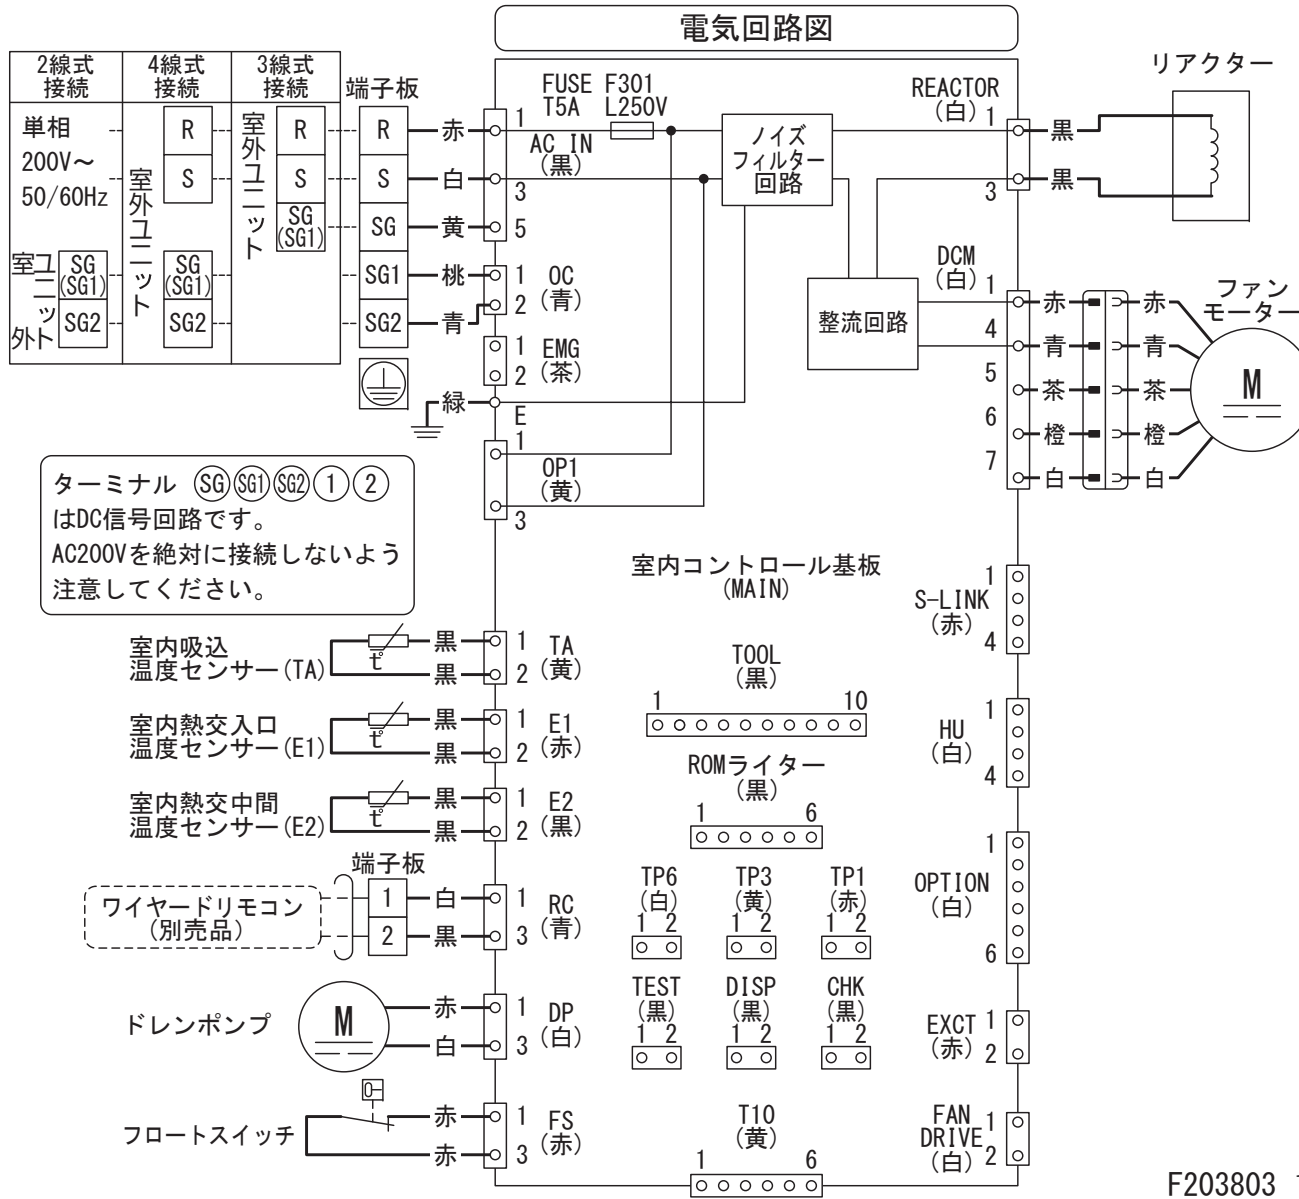 電気回路図
2線式
接続
4線式
接続
3線式
接続
端子板
単相
200V～
50/60Hz
室外ユニット
SG
(SG1)
SG2
室外ユニット
R
S
SG
(SG1)
SG2
室外ユニット
R
S
SG
(SG1)
R
S
SG
SG1
SG2
赤
白
黄
桃
青
緑
1
3
5
FUSE F301
T5A L250V
AC IN
(黒)
1
2
OC
(青)
1
2
EMG
(茶)
E
1
3
OP1
(黄)
ノイズ
フィルター
回路
整流回路
REACTOR
(白)
1
3
黒
黒
リアクター
DCM
(白)
1
4
5
6
7
赤
青
茶
橙
白
赤
青
茶
橙
白
ファン
モーター
M
ターミナル SG SG1 SG2 1 2
はDC信号回路です。
AC200Vを絶対に接続しないよう
注意してください。
室内コントロール基板
(MAIN)
室内吸込
温度センサー(TA)
t°
黒
黒
1
2
TA
(黄)
室内熱交入口
温度センサー(E1)
t°
黒
黒
1
2
E1
(赤)
室内熱交中間
温度センサー(E2)
t°
黒
黒
1
2
E2
(黒)
端子板
ワイヤードリモコン
(別売品)
1
2
白
黒
1
3
RC
(青)
ドレンポンプ
M
赤
白
1
3
DP
(白)
フロートスイッチ
赤
赤
1
3
FS
(赤)
TOOL
(黒)
1 10
ROMライター
(黒)
1 6
TP6
(白)
1 2
TP3
(黄)
1 2
TP1
(赤)
1 2
TEST
(黒)
1 2
DISP
(黒)
1 2
CHK
(黒)
1 2
T10
(黄)
1 6
S-LINK
(赤)
1
4
HU
(白)
1
4
OPTION
(白)
1
6
EXCT
(赤)
1
2
FAN
DRIVE
(白)
1
2
F203803